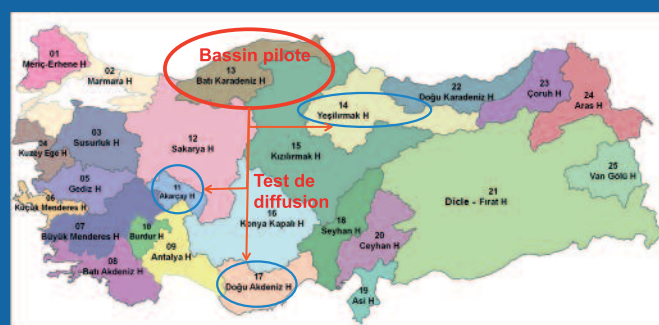 Bassin pilote
01
Meriç-Erhene H
02
Marmara H
13
Batı Karadeniz H
22
Doğu Karadeniz H
23
Çoruh H
24
Aras H
14
Yeşilırmak H
03
Susurluk H
12
Sakarya H
04
Kuzey Ege H
15
Kızılırmak H
25
Van Gölü H
05
Gediz H
11
Akarçay H
Test de
diffusion
21
Dicle - Fırat H
06
Küçük Menderes H
16
Konya Kapalı H
07
Büyük Menderes H
10
Burdur H
18
Seyhan H
20
Ceyhan H
09
Antalya H
08
Batı Akdeniz H
17
Doğu Akdeniz H
19
Asi H